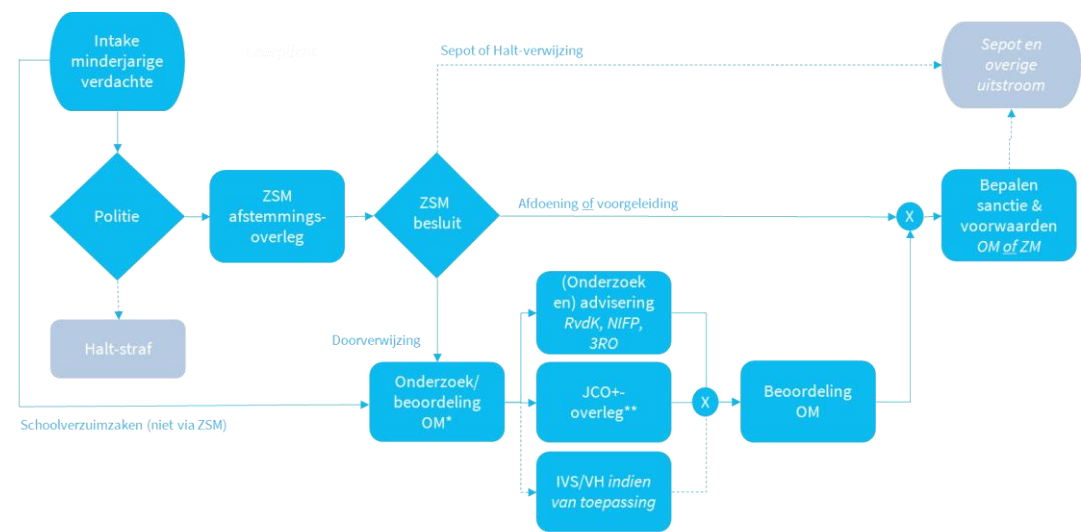 Intake
minderjarige
verdachte
Sepot of Halt-verwijzing
Sepot en
overige
uitstroom
Politie
ZSM
afstemmings-
overleg
ZSM
besluit
Afdoening of voorgeleiding
X
Bepalen
sanctie &
voorwaarden
OM of ZM
Halt-straf
Doorverwijzing
(Onderzoek
en) advisering
RvdK, NIFP,
3RO
Onderzoek/
beoordeling
OM*
JCO+-
overleg**
X
Beoordeling
OM
Schoolverzuimzaken (niet via ZSM)
IVS/VH indien
van toepassing